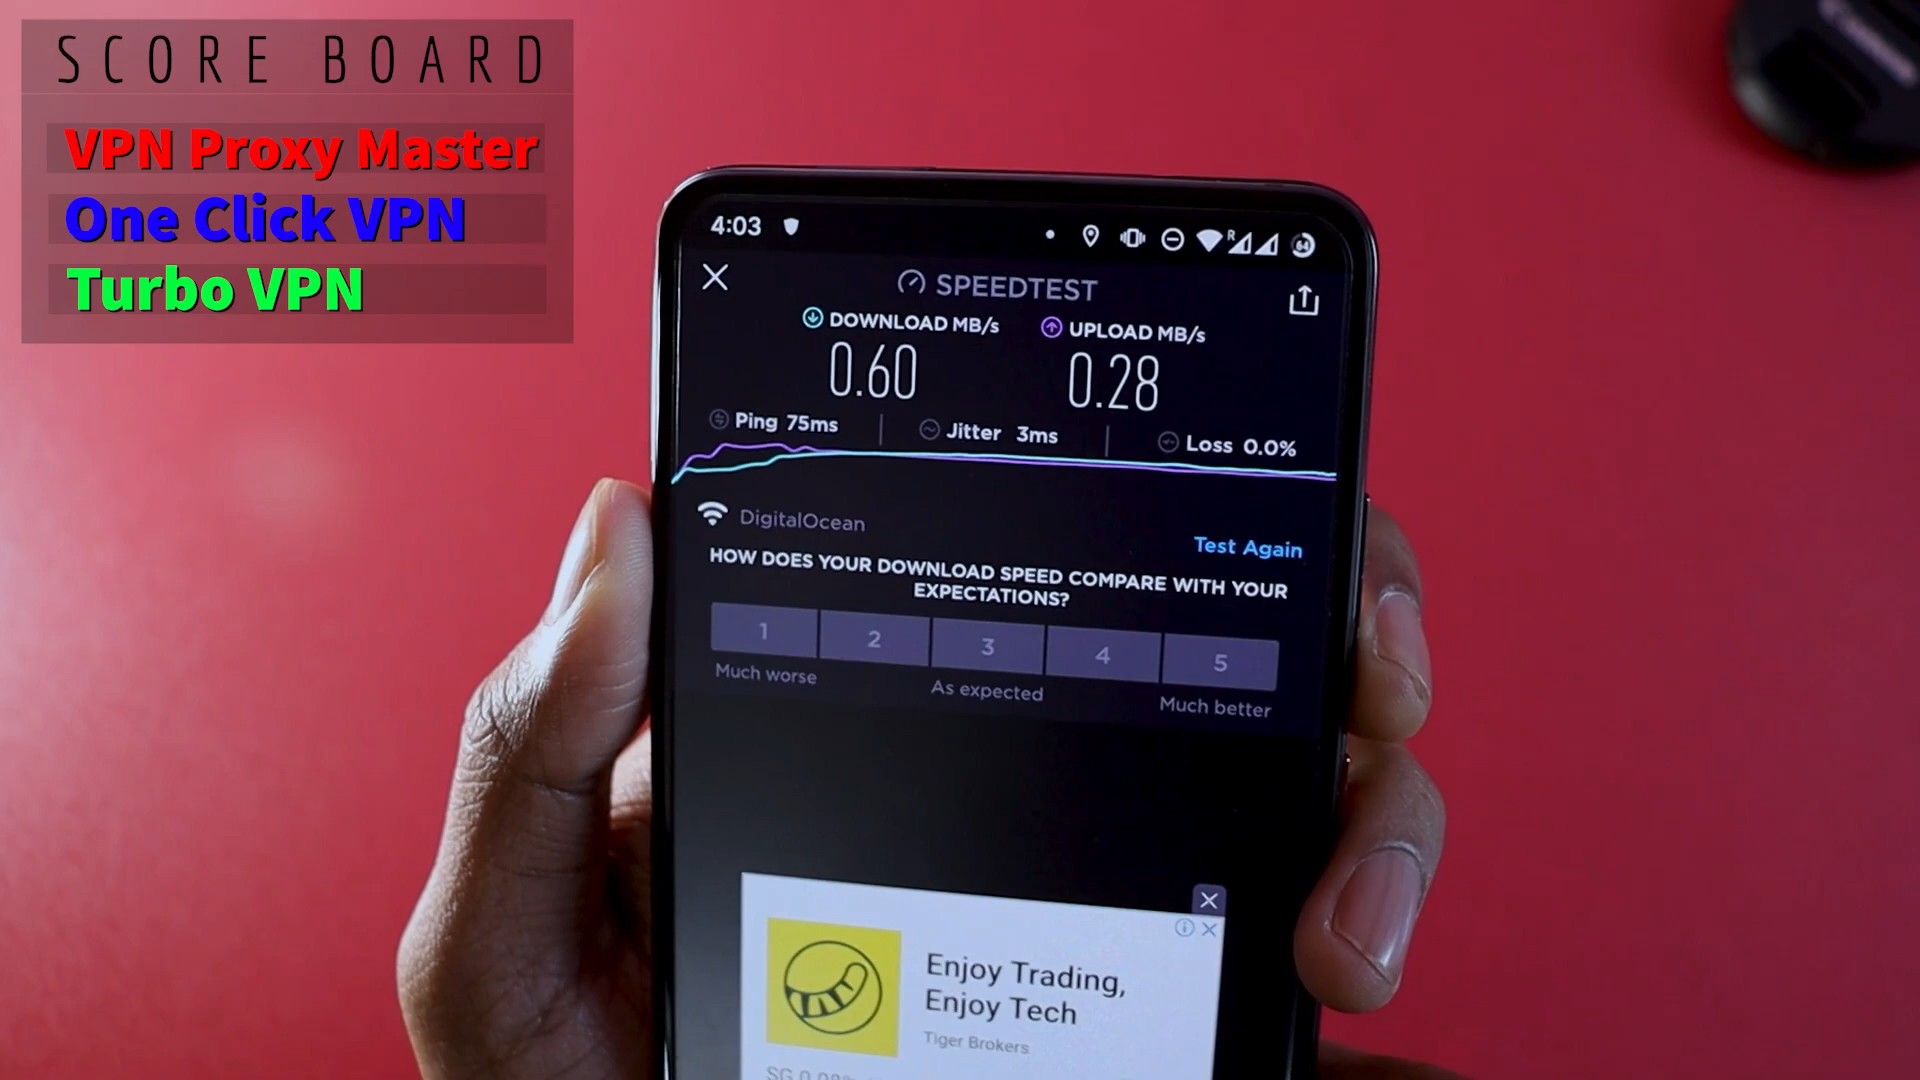 SCORE BOARD
VPN Proxy Master
One Click VPN
Turbo VPN
4:03
R
64
SPEEDTEST
DOWNLOAD MB/s
UPLOAD MB/s
0.60
0.28
Ping 75ms
Jitter 3ms
Loss 0.0%
DigitalOcean
Test Again
HOW DOES YOUR DOWNLOAD SPEED COMPARE WITH YOUR
EXPECTATIONS?
1
2
3
4
5
Much worse
As expected
Much better
Enjoy Trading,
Enjoy Tech
Tiger Brokers